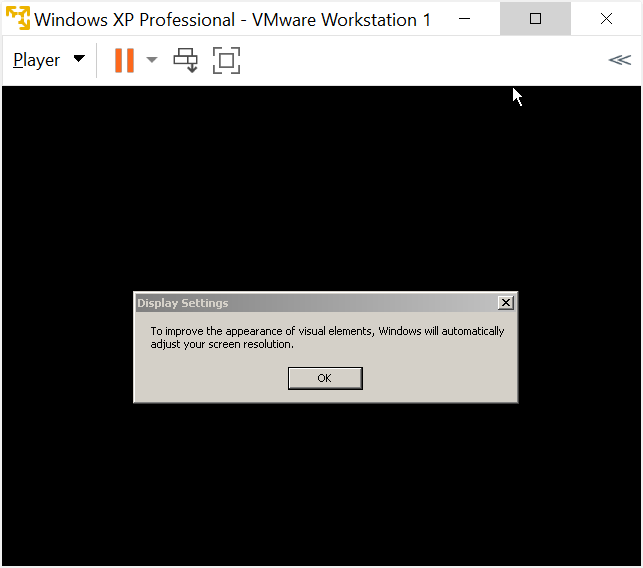 Windows XP Professional - VMware Workstation 1
Player
Display Settings
To improve the appearance of visual elements, Windows will automatically
adjust your screen resolution.
OK